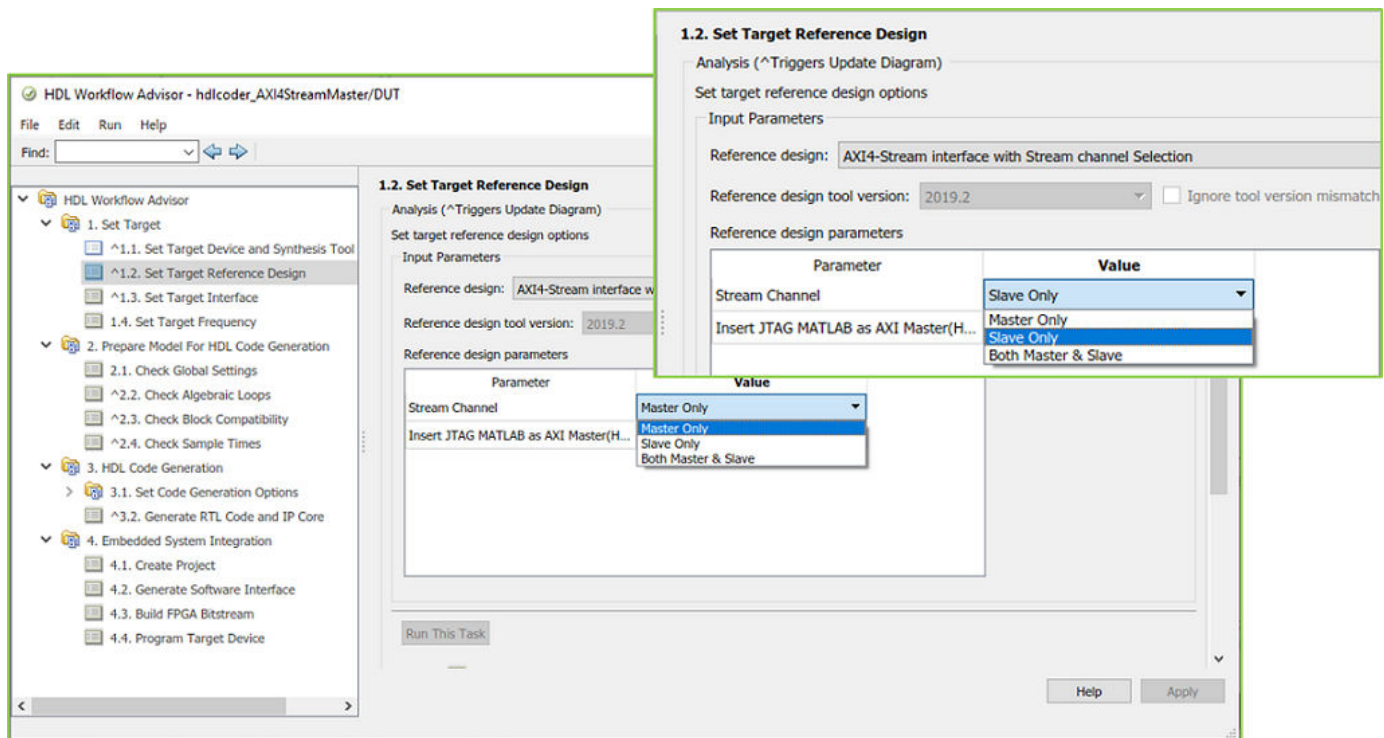 HDL Workflow Advisor - hdlcoder_AXI4StreamMaster/DUT
File Edit Run Help
Find:
HDL Workflow Advisor
1. Set Target
^1.1. Set Target Device and Synthesis Tool
^1.2. Set Target Reference Design
^1.3. Set Target Interface
1.4. Set Target Frequency
2. Prepare Model For HDL Code Generation
2.1. Check Global Settings
^2.2. Check Algebraic Loops
^2.3. Check Block Compatibility
^2.4. Check Sample Times
3. HDL Code Generation
3.1. Set Code Generation Options
^3.2. Generate RTL Code and IP Core
4. Embedded System Integration
4.1. Create Project
4.2. Generate Software Interface
4.3. Build FPGA Bitstream
4.4. Program Target Device
1.2. Set Target Reference Design
Analysis (^Triggers Update Diagram)
Set target reference design options
Input Parameters
Reference design: AXI4-Stream interface w
Reference design tool version: 2019.2
Reference design parameters
Parameter Value
Stream Channel Master Only
Insert JTAG MATLAB as AXI Master(H...
Master Only
Slave Only
Both Master & Slave
Run This Task
Help Apply
1.2. Set Target Reference Design
Analysis (^Triggers Update Diagram)
Set target reference design options
Input Parameters
Reference design: AXI4-Stream interface with Stream channel Selection
Reference design tool version: 2019.2 Ignore tool version mismatch
Reference design parameters
Parameter Value
Stream Channel Slave Only
Insert JTAG MATLAB as AXI Master(H...
Master Only
Slave Only
Both Master & Slave